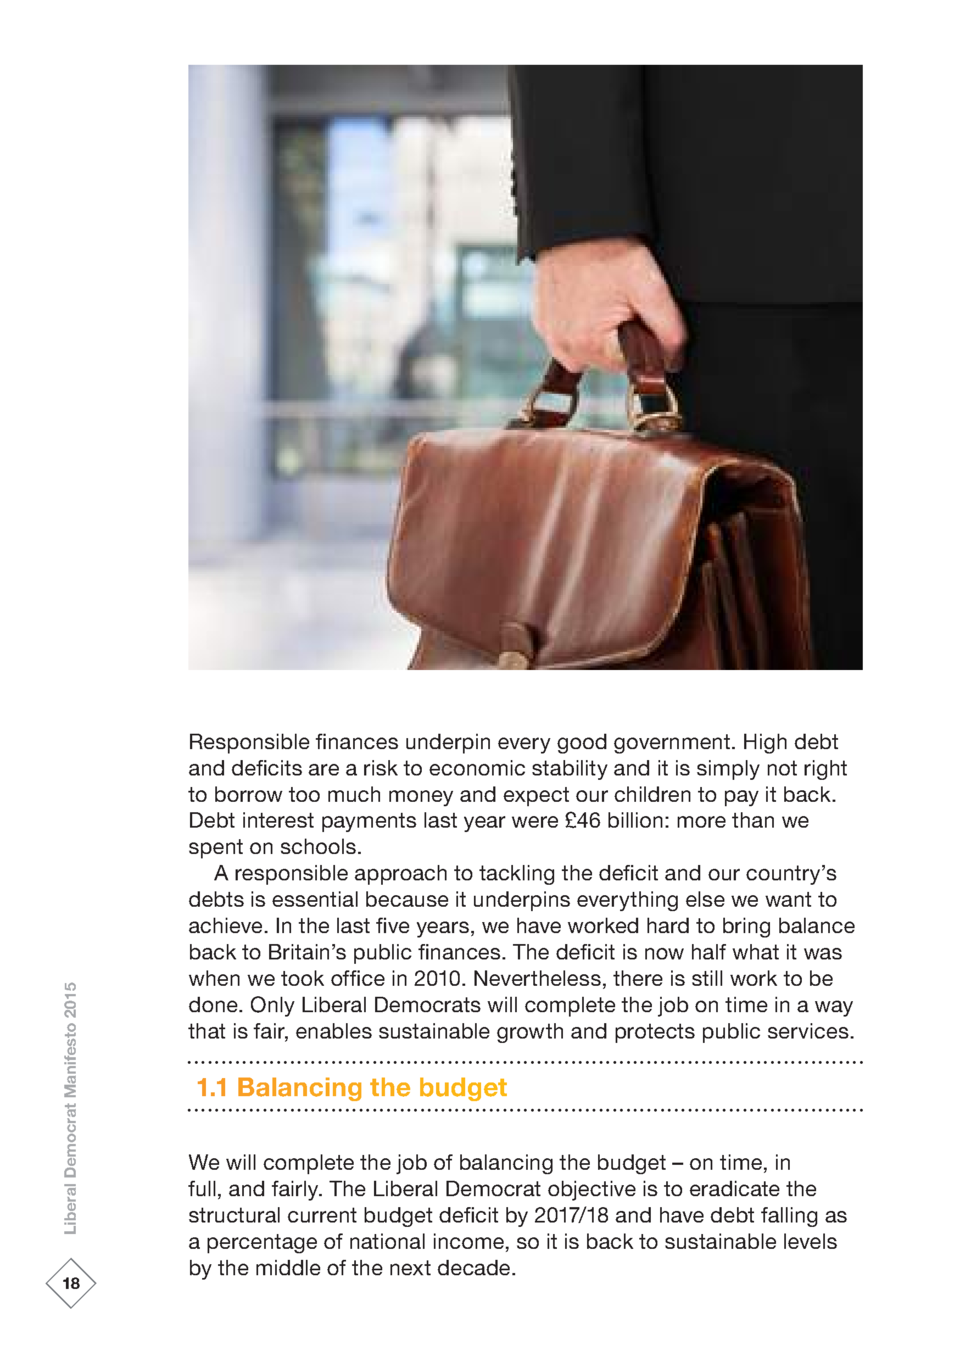 Responsible finances underpin every good government. High debt
and deficits are a risk to economic stability and it is simply not right
to borrow too much money and expect our children to pay it back.
Debt interest payments last year were £46 billion: more than we
spent on schools.
A responsible approach to tackling the deficit and our country’s
debts is essential because it underpins everything else we want to
achieve. In the last five years, we have worked hard to bring balance
back to Britain’s public finances. The deficit is now half what it was
when we took office in 2010. Nevertheless, there is still work to be
done. Only Liberal Democrats will complete the job on time in a way
that is fair, enables sustainable growth and protects public services.
1.1 Balancing the budget
We will complete the job of balancing the budget – on time, in
full, and fairly. The Liberal Democrat objective is to eradicate the
structural current budget deficit by 2017/18 and have debt falling as
a percentage of national income, so it is back to sustainable levels
by the middle of the next decade.
Liberal Democrat Manifesto 2015
18